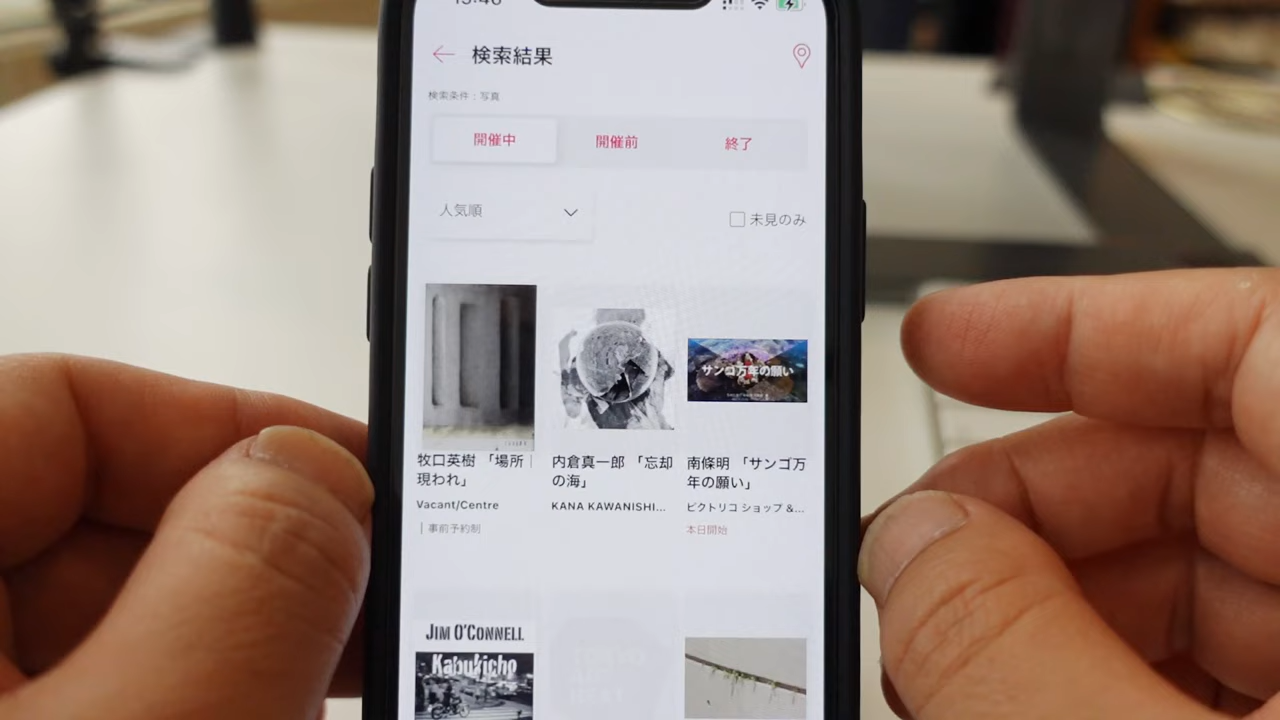 検索結果
検索条件：写真
開催中
開催前
終了
人気順
未見のみ
サンゴ万年の願い
牧口英樹 「場所｜
現われ」
Vacant/Centre
事前予約制
内倉真一郎 「忘却
の海」
KANA KAWANISHI...
南條明 「サンゴ万
年の願い」
ピクトリコ ショップ &...
本日開始
JIM O'CONNELL
Kabukicho